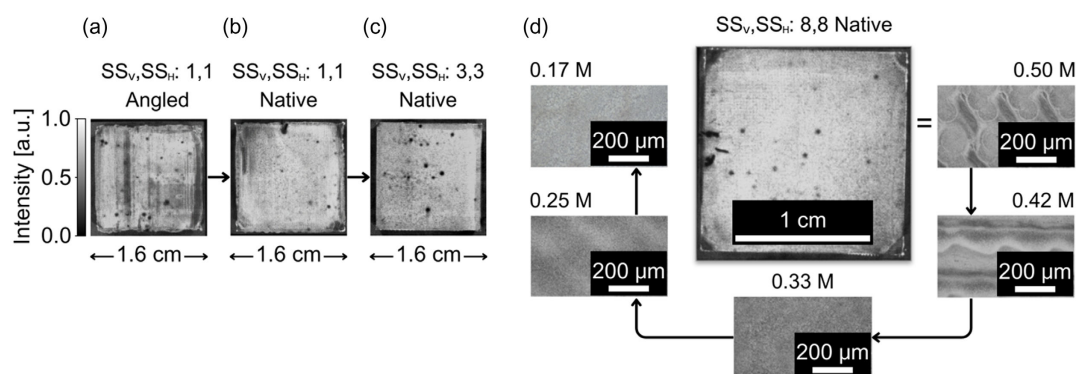 (a)
(b)
(c)
(d)
SSᵥ,SSₕ: 1,1
Angled
SSᵥ,SSₕ: 1,1
Native
SSᵥ,SSₕ: 3,3
Native
Intensity [a.u.]
1.0
0.5
0.0
1.6 cm
1.6 cm
1.6 cm
SSᵥ,SSₕ: 8,8 Native
1 cm
=
0.17 M
200 µm
0.25 M
200 µm
0.33 M
200 µm
0.50 M
200 µm
0.42 M
200 µm